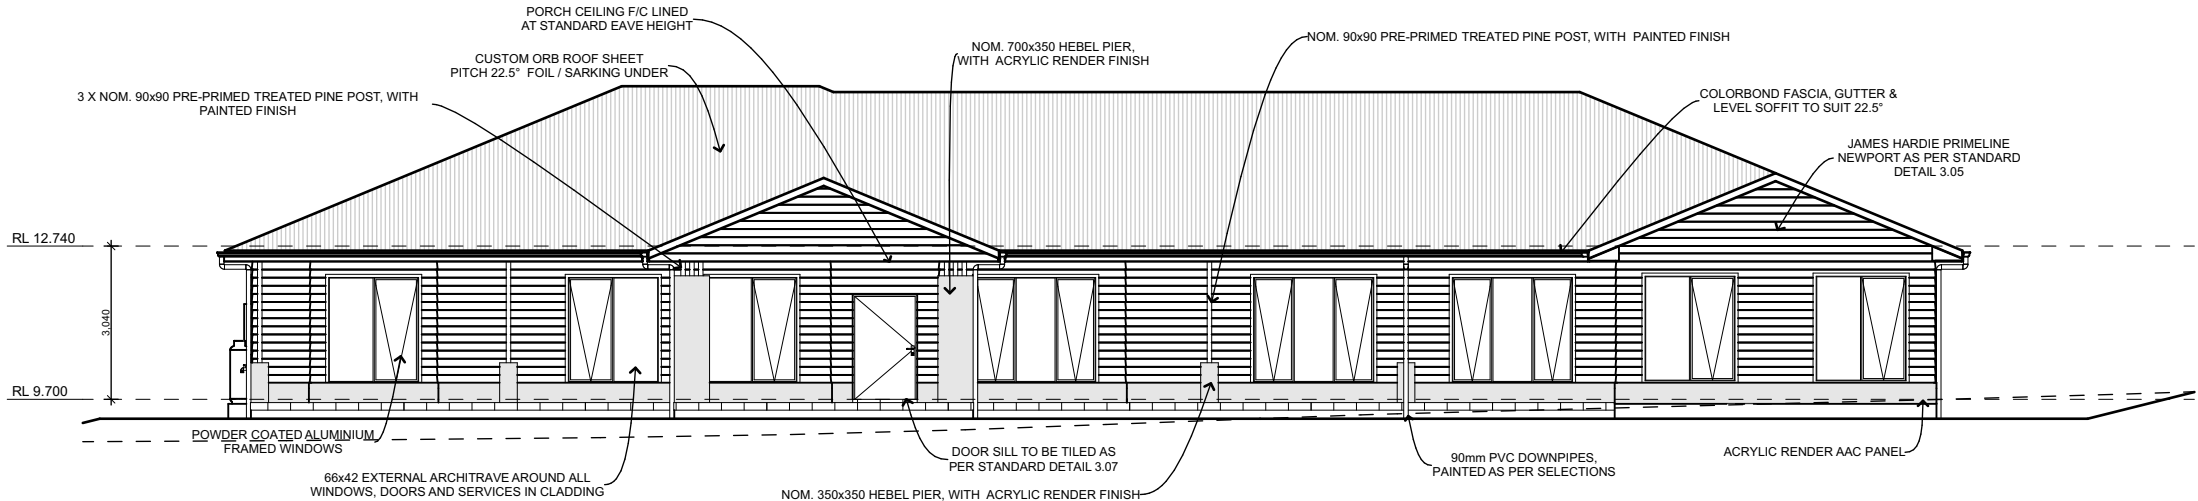 PORCH CEILING F/C LINED
AT STANDARD EAVE HEIGHT
CUSTOM ORB ROOF SHEET
PITCH 22.5° FOIL / SARKING UNDER
3 X NOM. 90x90 PRE-PRIMED TREATED PINE POST, WITH
PAINTED FINISH
NOM. 700x350 HEBEL PIER,
WITH ACRYLIC RENDER FINISH
NOM. 90x90 PRE-PRIMED TREATED PINE POST, WITH PAINTED FINISH
COLORBOND FASCIA, GUTTER &
LEVEL SOFFIT TO SUIT 22.5°
JAMES HARDIE PRIMELINE
NEWPORT AS PER STANDARD
DETAIL 3.05
RL 12.740
3.040
RL 9.700
POWDER COATED ALUMINIUM
FRAMED WINDOWS
66x42 EXTERNAL ARCHITRAVE AROUND ALL
WINDOWS, DOORS AND SERVICES IN CLADDING
DOOR SILL TO BE TILED AS
PER STANDARD DETAIL 3.07
NOM. 350x350 HEBEL PIER, WITH ACRYLIC RENDER FINISH
90mm PVC DOWNPIPES,
PAINTED AS PER SELECTIONS
ACRYLIC RENDER AAC PANEL